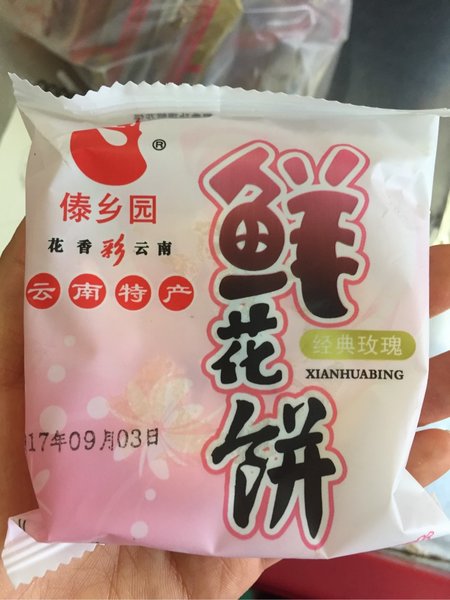 ®
傣乡园
花香彩云南
云南特产
鲜花饼
经典玫瑰
XIANHUABING
17年09月03日